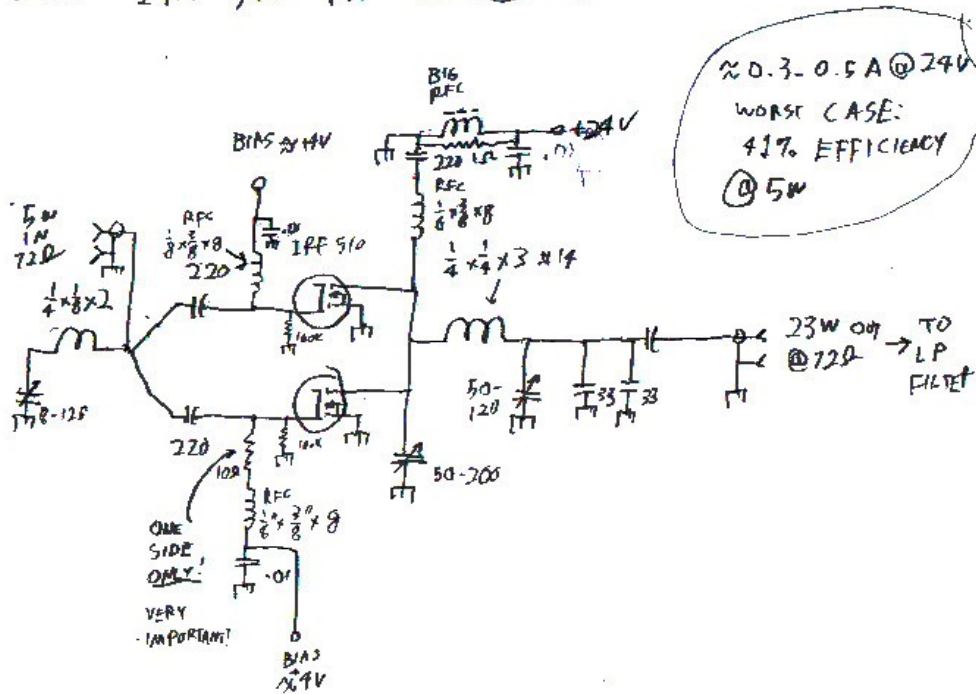 ≈ 0.3-0.5 A @ 24V
WORST CASE:
41% EFFICIENCY
@ 5W
BIG
RFC
+24V
BIAS ≈ +4V
220
1Ω
.01
RFC
1/8 x 3/8 x 8
5W
IN
72Ω
RFC
1/8 x 3/8 x 8
220
.01
IRF 510
1/4 x 1/4 x 3 #14
1/4 x 1/8 x 2
100K
23W OUT
@ 72Ω
TO
LP
FILTER
8-120
50-
120
33
33
220
100K
10Ω
50-200
RFC
1/8" x 3/8" x 8
ONE
SIDE
ONLY!
.01
VERY
IMPORTANT!
BIAS
≈ +4V